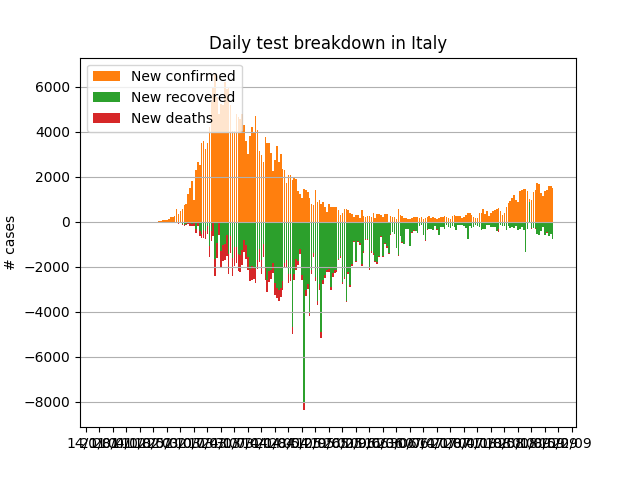 Daily test breakdown in Italy
New confirmed
New recovered
New deaths
# cases
6000
4000
2000
0
−2000
−4000
−6000
−8000